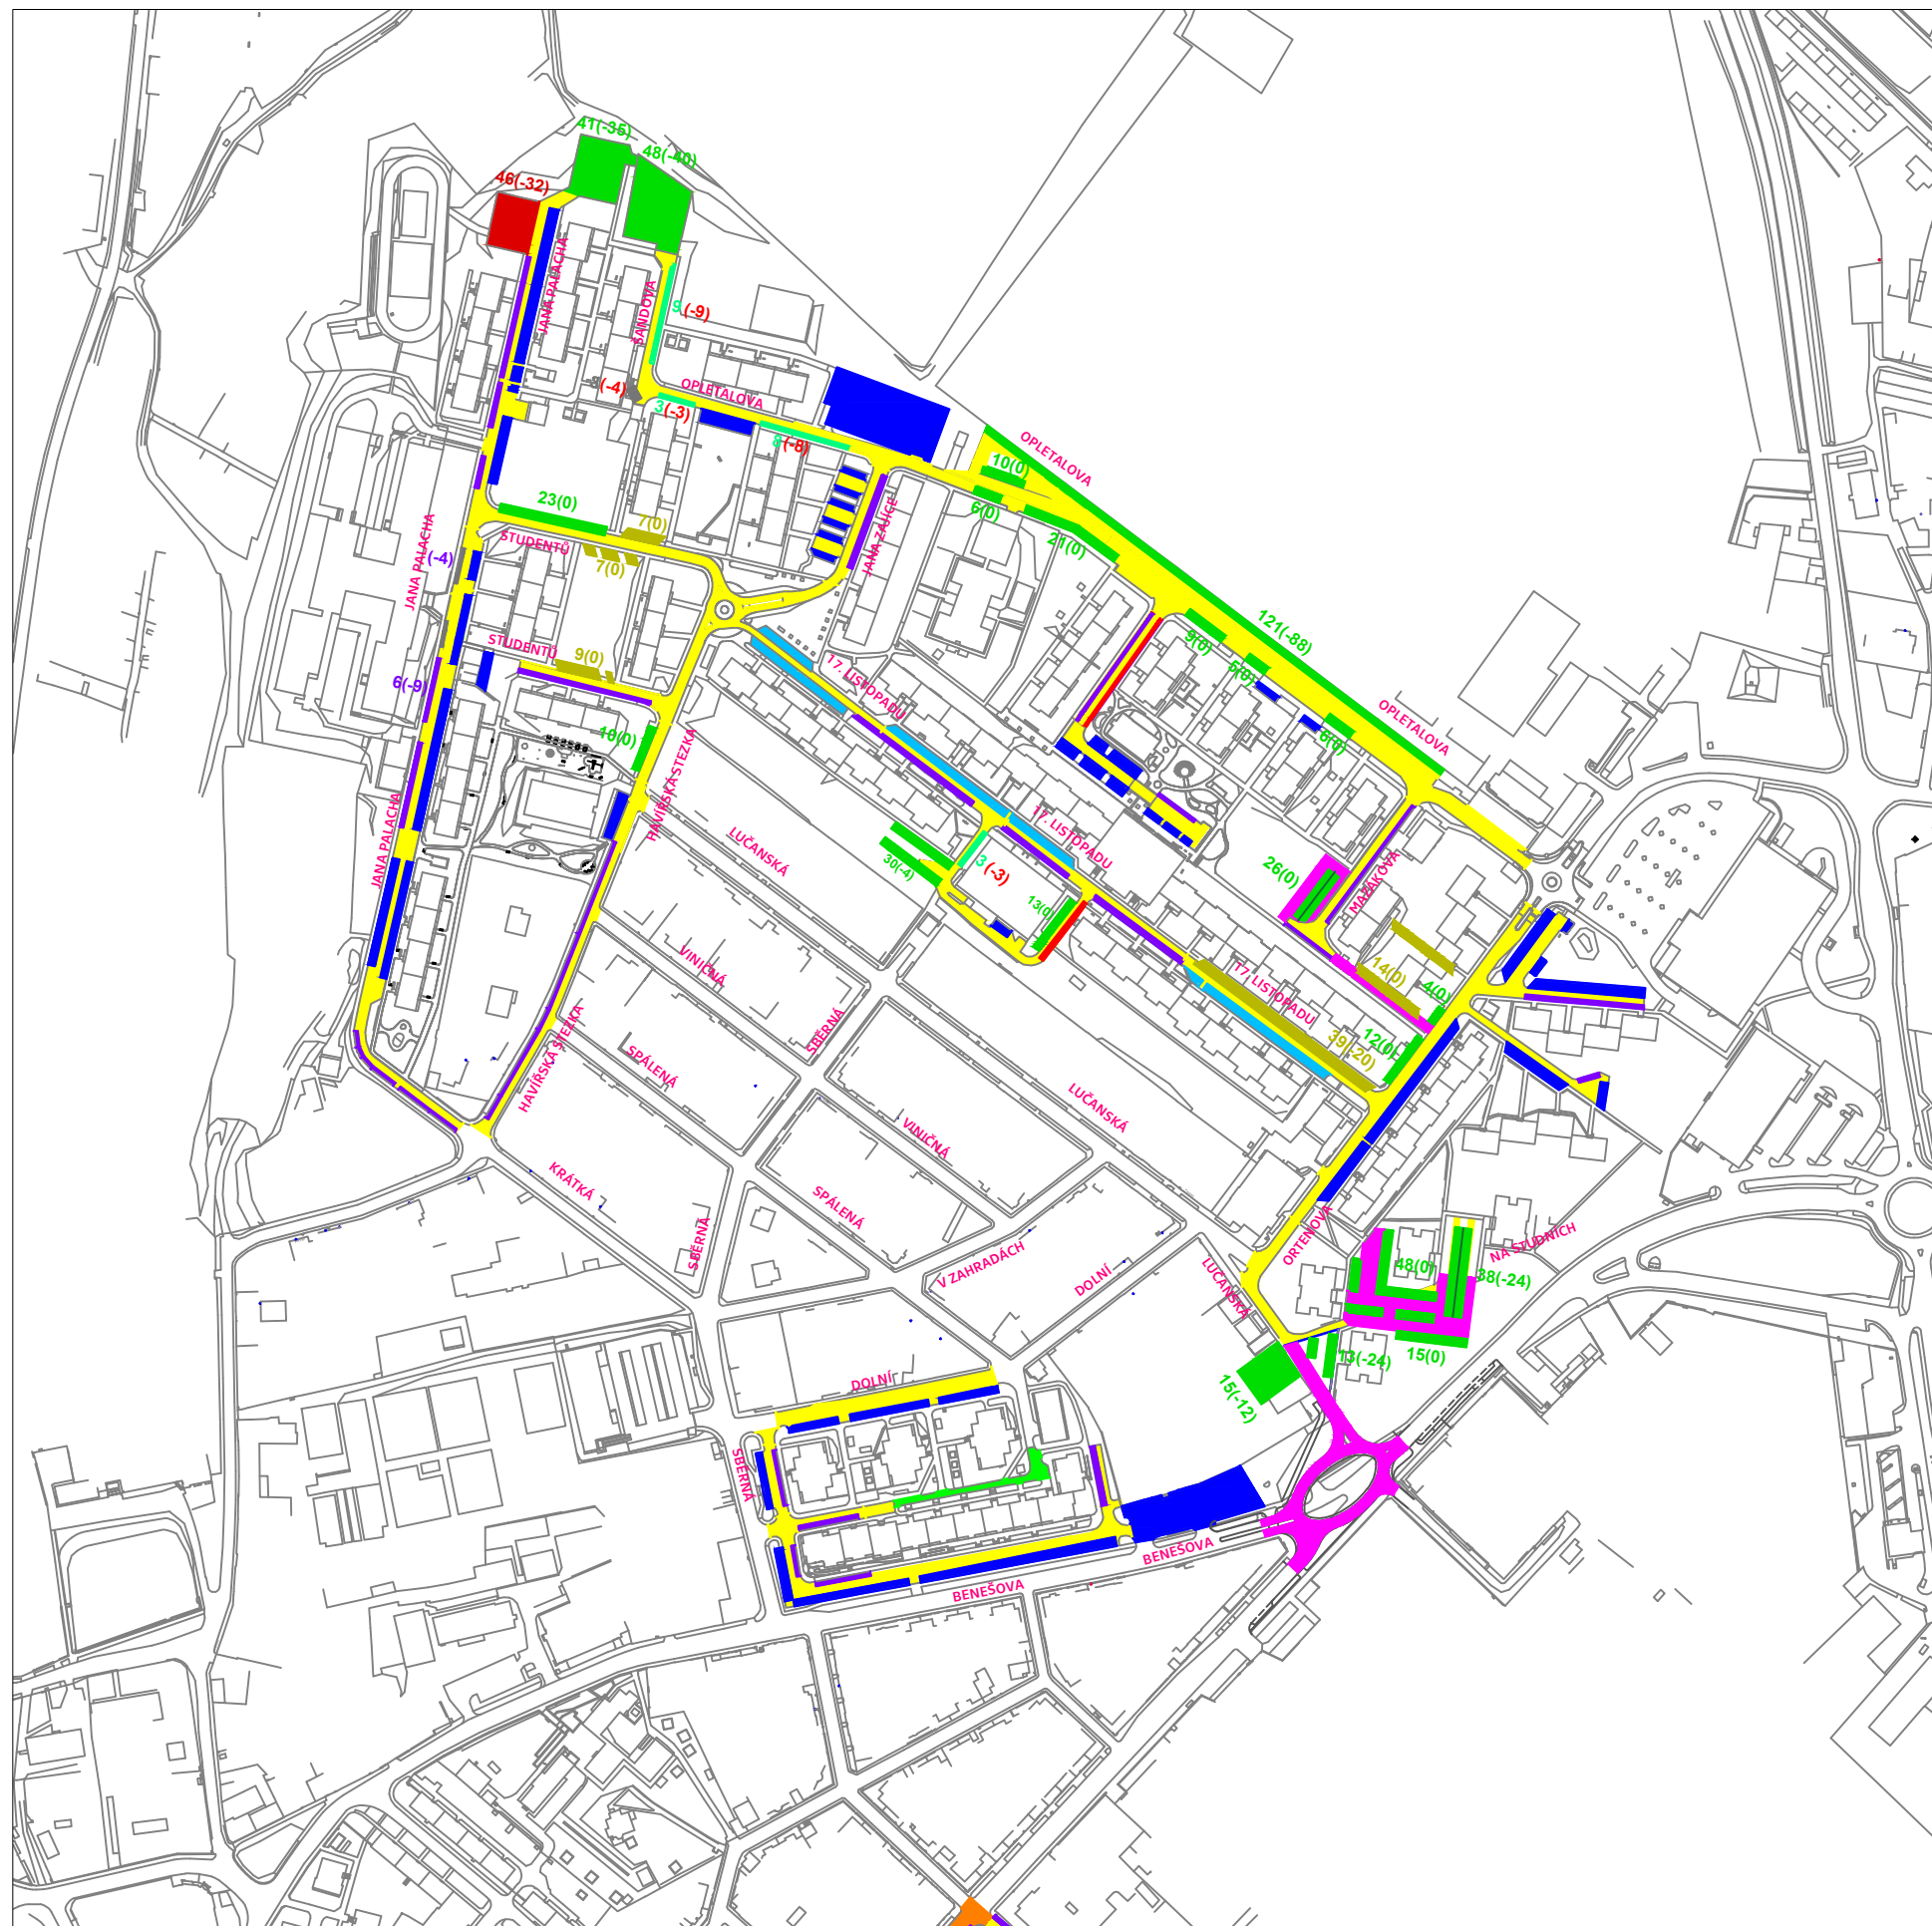 41(-35)
48(-40)
46(-32)
JANA PALACHA
ŠANDOVA
9 (-9)
(-4)
OPLETALOVA
3(-3)
8(-8)
OPLETALOVA
10(0)
6(0)
21(0)
23(0)
7(0)
STUDENTŮ
7(0)
JANA ZAJÍCE
JANA PALACHA
(-4)
STUDENTŮ
9(0)
6(-9)
17. LISTOPADU
121(-88)
9(0)
5(0)
6(0)
OPLETALOVA
10(0)
HAVÍŘSKÁ STEZKA
JANA PALACHA
LUČANSKÁ
17. LISTOPADU
30(-4)
3 (-3)
13(0)
26(0)
MAZÁKOVA
VINIČNÁ
17. LISTOPADU
14(0)
4(0)
12(0)
39(-20)
SBĚRNÁ
HAVÍŘSKÁ STEZKA
SPÁLENÁ
LUČANSKÁ
VINIČNÁ
KRÁTKÁ
SPÁLENÁ
SBĚRNÁ
V ZAHRADÁCH
DOLNÍ
LUČANSKÁ
ORTENOVA
NA STUDNÍCH
48(0)
38(-24)
13(-24)
15(0)
15(-12)
DOLNÍ
SBĚRNÁ
BENEŠOVA
BENEŠOVA